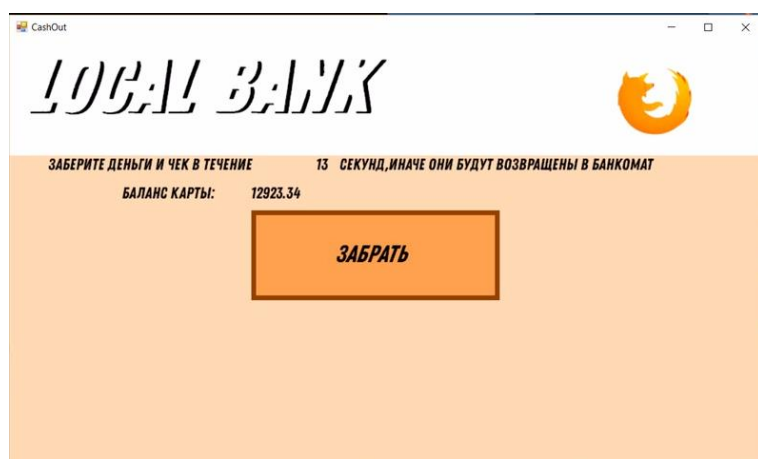 CashOut
LOCAL BANK
ЗАБЕРИТЕ ДЕНЬГИ И ЧЕК В ТЕЧЕНИЕ 13 СЕКУНД,ИНАЧЕ ОНИ БУДУТ ВОЗВРАЩЕНЫ В БАНКОМАТ
БАЛАНС КАРТЫ: 12923.34
ЗАБРАТЬ